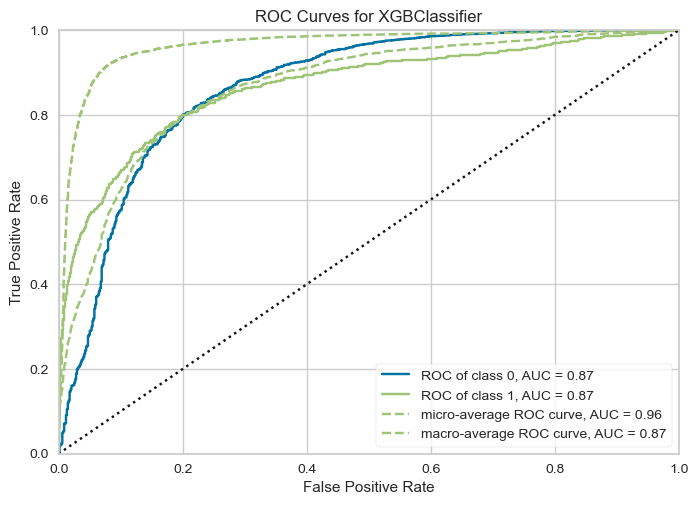 ROC Curves for XGBClassifier
True Positive Rate
1.0
0.8
0.6
0.4
0.2
0.0
ROC of class 0, AUC = 0.87
ROC of class 1, AUC = 0.87
micro-average ROC curve, AUC = 0.96
macro-average ROC curve, AUC = 0.87
0.0 0.2 0.4 0.6 0.8 1.0
False Positive Rate